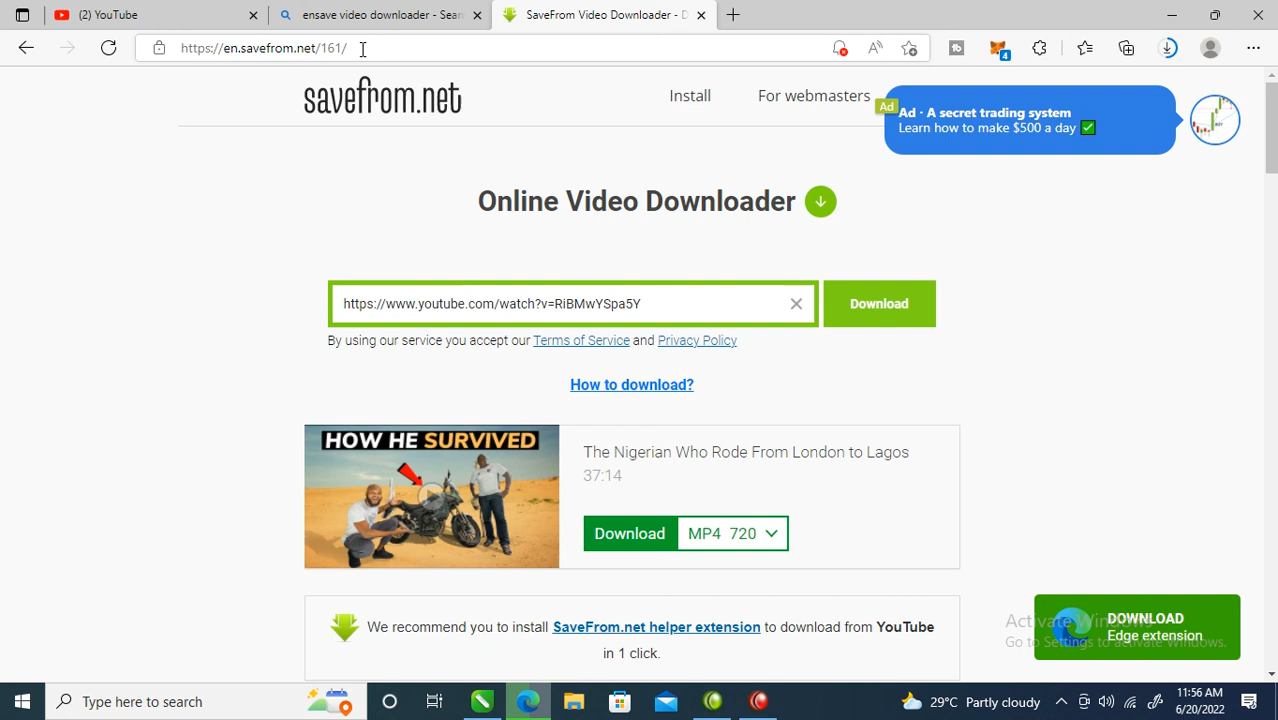 (2) YouTube
ensave video downloader - Sear
SaveFrom Video Downloader - D
https://en.savefrom.net/161/
4
savefrom.net
Install
For webmasters
Ad
Ad · A secret trading system
Learn how to make $500 a day
BUY
Online Video Downloader
https://www.youtube.com/watch?v=RiBMwYSpa5Y
Download
By using our service you accept our Terms of Service and Privacy Policy
How to download?
HOW HE SURVIVED
The Nigerian Who Rode From London to Lagos
37:14
Download
MP4 720
We recommend you to install SaveFrom.net helper extension to download from YouTube
in 1 click.
DOWNLOAD
Edge extension
Activate Windows
Go to Settings to activate Windows.
Type here to search
29°C Partly cloudy
11:56 AM
6/20/2022